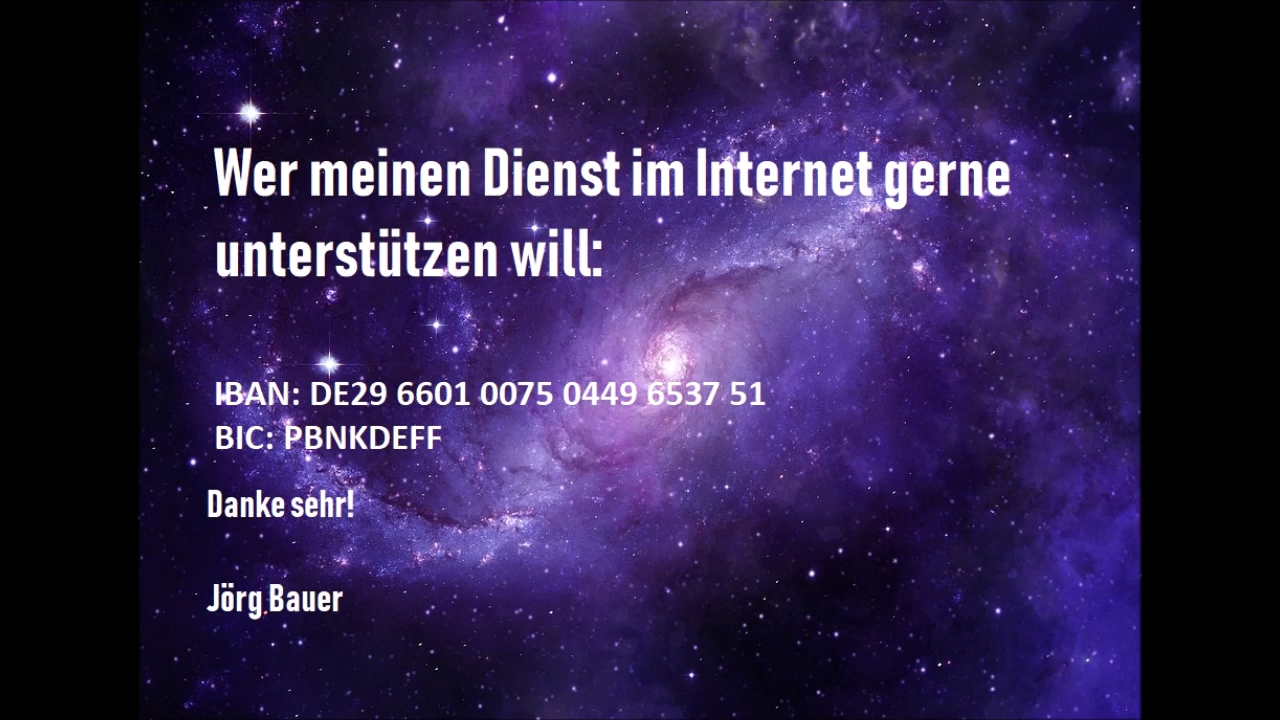 Wer meinen Dienst im Internet gerne
unterstützen will:
IBAN: DE29 6601 0075 0449 6537 51
BIC: PBNKDEFF
Danke sehr!
Jörg Bauer